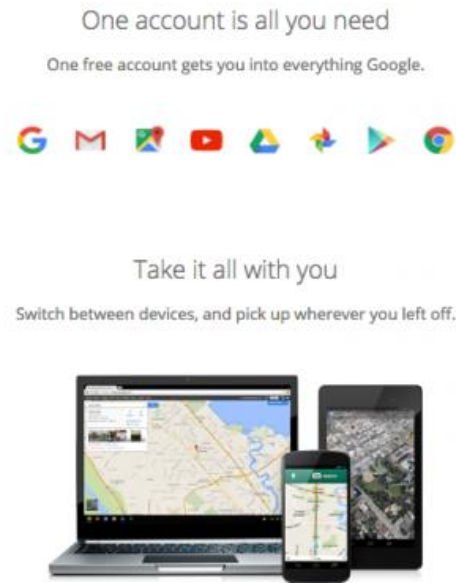 One account is all you need
One free account gets you into everything Google.
Take it all with you
Switch between devices, and pick up wherever you left off.